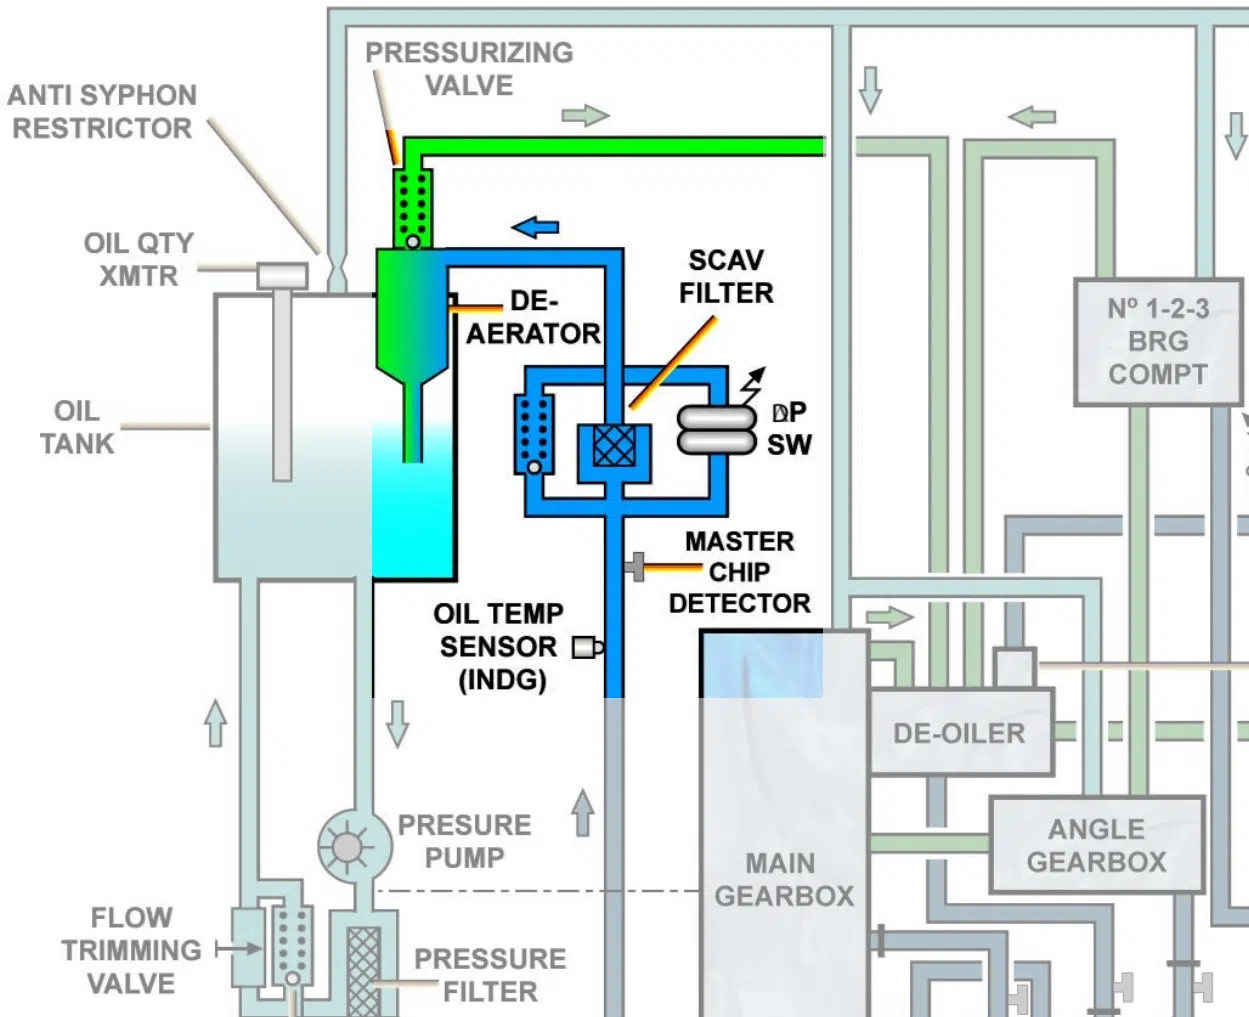 PRESSURIZING
VALVE
ANTI SYPHON
RESTRICTOR
OIL QTY
XMTR
SCAV
FILTER
DE-
AERATOR
Nº 1-2-3
BRG
COMPT
OIL
TANK
P
SW
MASTER
CHIP
DETECTOR
OIL TEMP
SENSOR
(INDG)
DE-OILER
PRESURE
PUMP
ANGLE
GEARBOX
MAIN
GEARBOX
FLOW
TRIMMING
VALVE
PRESSURE
FILTER